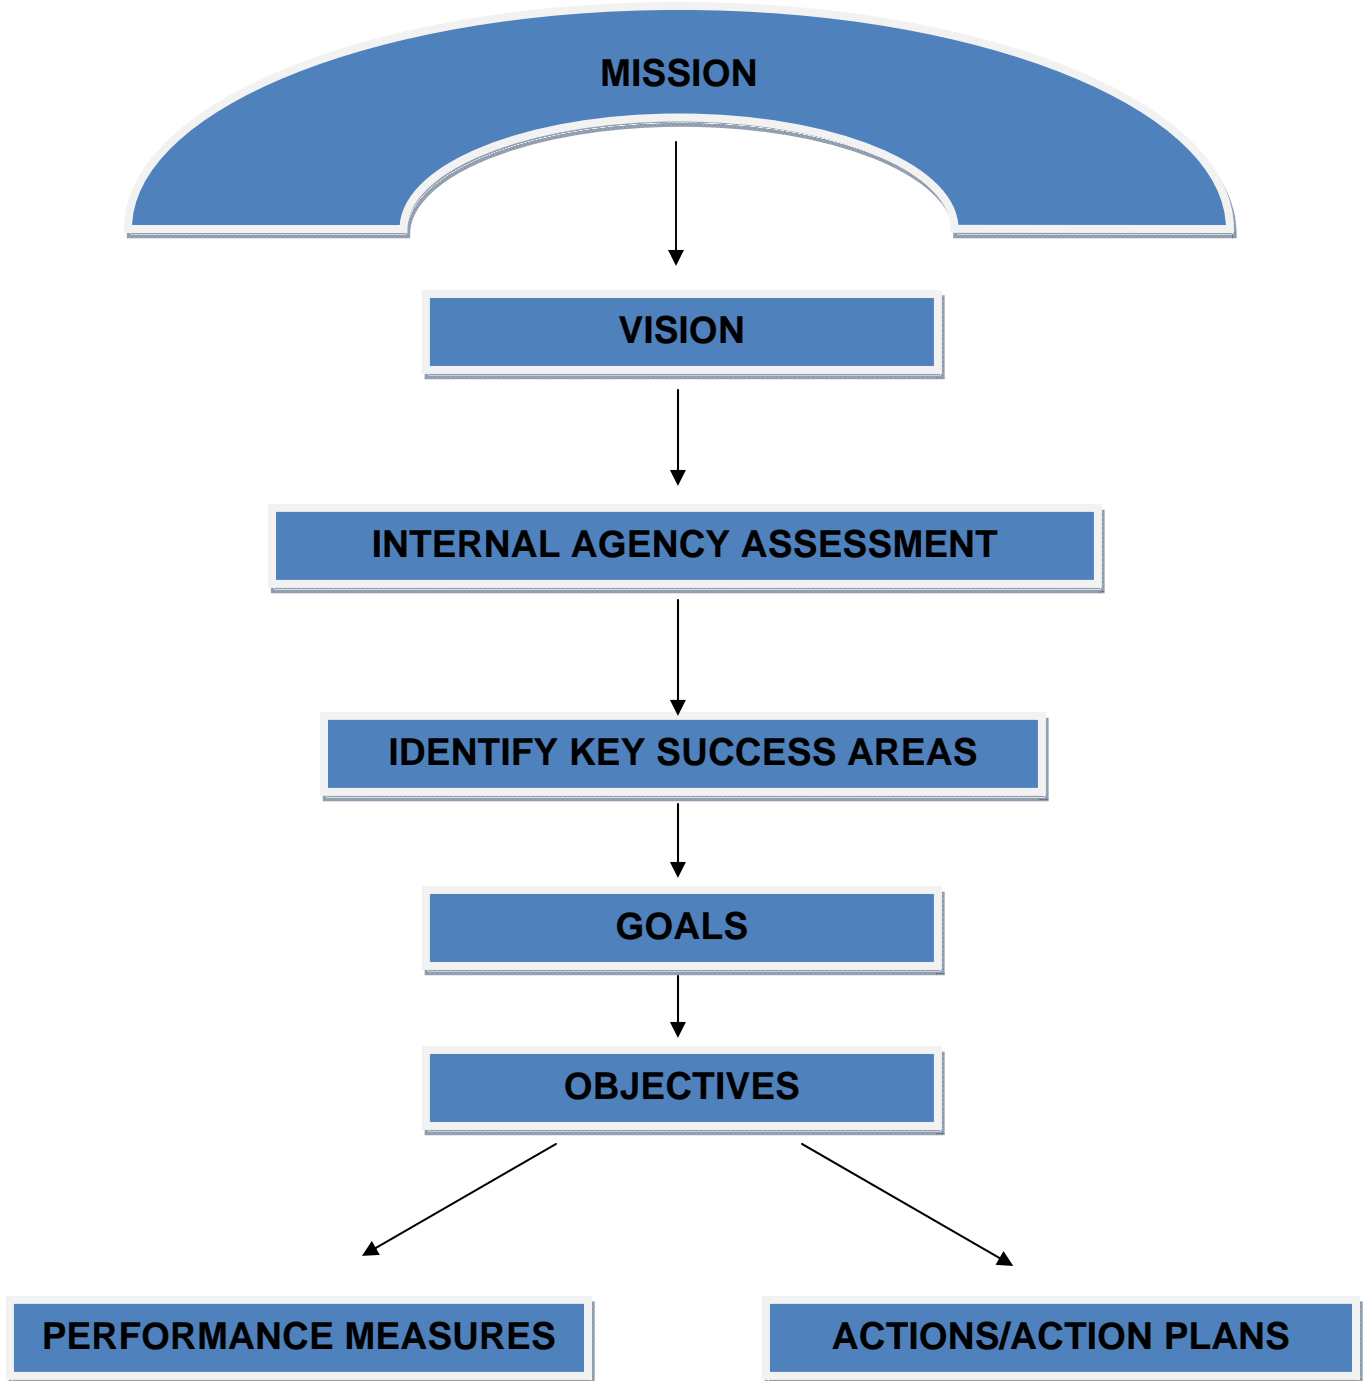 MISSION
VISION
INTERNAL AGENCY ASSESSMENT
IDENTIFY KEY SUCCESS AREAS
GOALS
OBJECTIVES
PERFORMANCE MEASURES
ACTIONS/ACTION PLANS